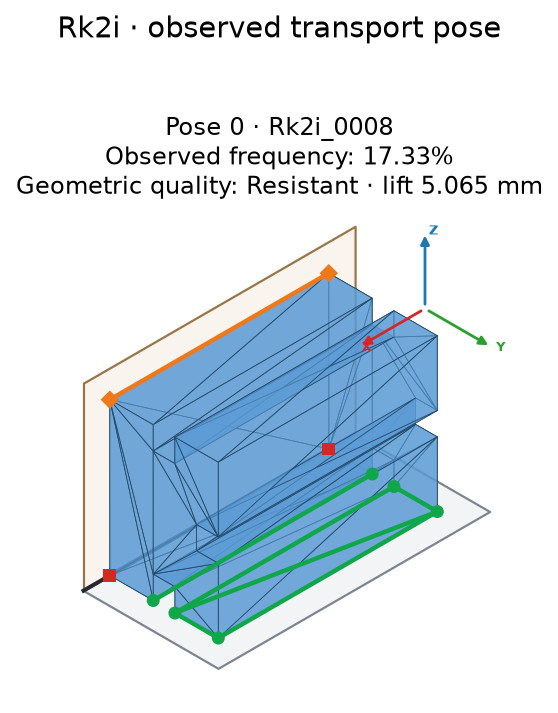 Rk2i · observed transport pose
Pose 0 · Rk2i_0008
Observed frequency: 17.33%
Geometric quality: Resistant · lift 5.065 mm
Z
X
Y